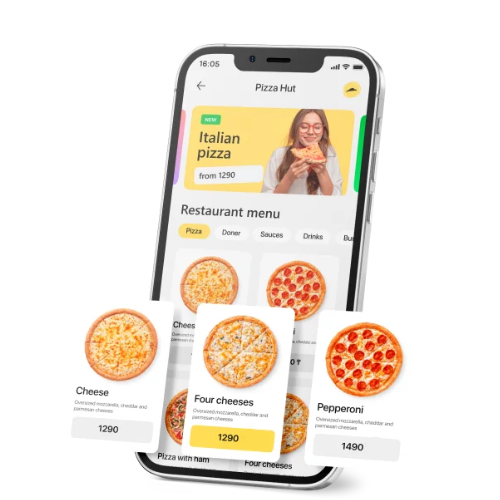 16:05
Pizza Hut
NEW
Italian
pizza
from 1290
Restaurant menu
Pizza
Doner
Sauces
Drinks
Bur
Chees
Cheese
Oversized mozzarella, cheddar and
parmesan cheeses
1290
Four cheeses
Oversized mozzarella, cheddar and
parmesan cheeses
1290
Pepperoni
Oversized mozzarella, cheddar and
parmesan cheeses
1490
Pizza with ham
Four cheeses